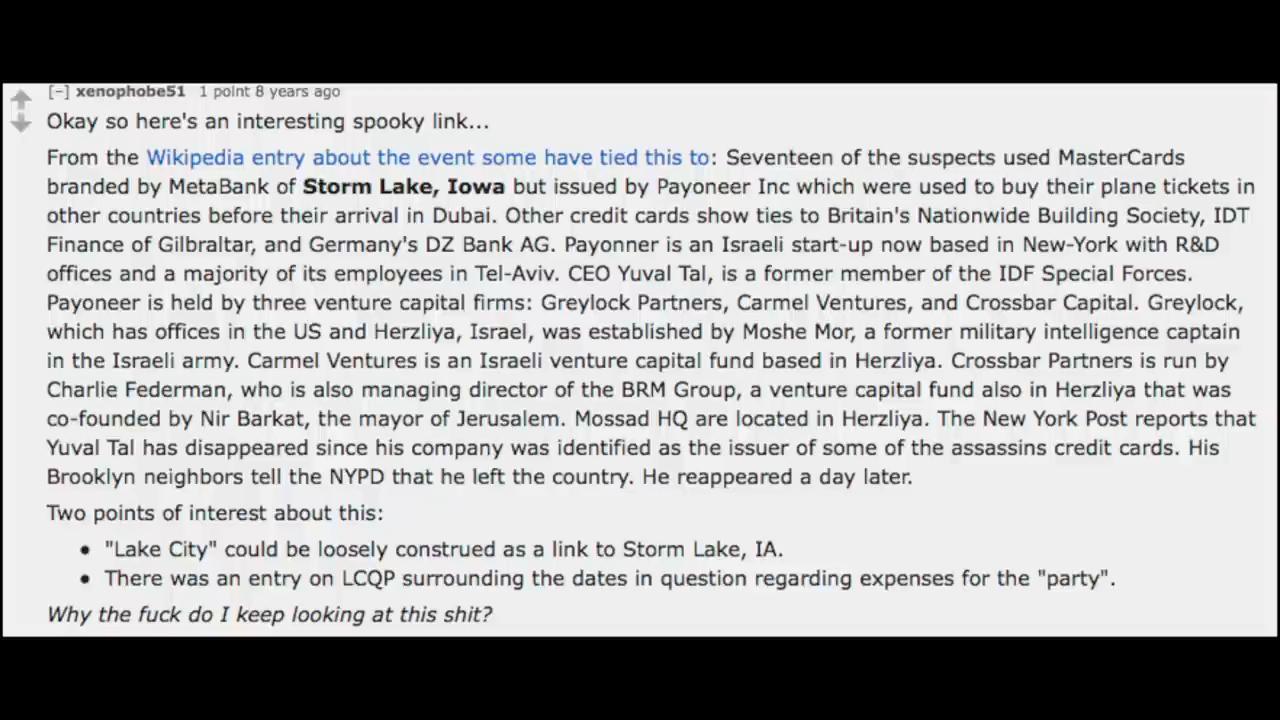 [−] xenophobe51 1 point 8 years ago
Okay so here's an interesting spooky link...
From the Wikipedia entry about the event some have tied this to: Seventeen of the suspects used MasterCards
branded by MetaBank of Storm Lake, Iowa but issued by Payoneer Inc which were used to buy their plane tickets in
other countries before their arrival in Dubai. Other credit cards show ties to Britain's Nationwide Building Society, IDT
Finance of Gilbraltar, and Germany's DZ Bank AG. Payonner is an Israeli start-up now based in New-York with R&D
offices and a majority of its employees in Tel-Aviv. CEO Yuval Tal, is a former member of the IDF Special Forces.
Payoneer is held by three venture capital firms: Greylock Partners, Carmel Ventures, and Crossbar Capital. Greylock,
which has offices in the US and Herzliya, Israel, was established by Moshe Mor, a former military intelligence captain
in the Israeli army. Carmel Ventures is an Israeli venture capital fund based in Herzliya. Crossbar Partners is run by
Charlie Federman, who is also managing director of the BRM Group, a venture capital fund also in Herzliya that was
co-founded by Nir Barkat, the mayor of Jerusalem. Mossad HQ are located in Herzliya. The New York Post reports that
Yuval Tal has disappeared since his company was identified as the issuer of some of the assassins credit cards. His
Brooklyn neighbors tell the NYPD that he left the country. He reappeared a day later.
Two points of interest about this:
• "Lake City" could be loosely construed as a link to Storm Lake, IA.
• There was an entry on LCQP surrounding the dates in question regarding expenses for the "party".
Why the fuck do I keep looking at this shit?